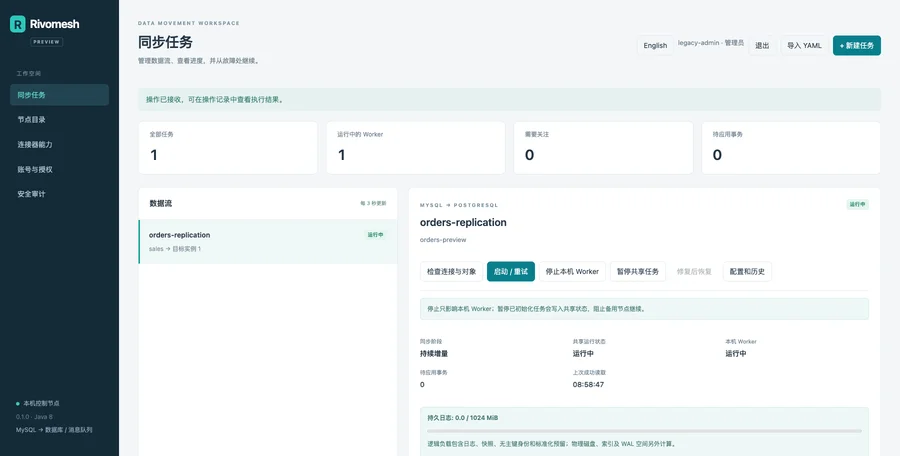 R Rivomesh
PREVIEW
工作空间
同步任务
节点目录
连接器能力
账号与授权
安全审计
本机控制节点
0.1.0 · Java 8
MySQL → 数据库 / 消息队列
DATA MOVEMENT WORKSPACE
同步任务
管理数据流、查看进度，并从故障处继续。
English
legacy-admin · 管理员
退出
导入 YAML
+ 新建任务
操作已接收，可在操作记录中查看执行结果。
全部任务
1
运行中的 Worker
1
需要关注
0
待应用事务
0
数据流
每 3 秒更新
orders-replication
运行中
sales → 目标实例 1
MYSQL → POSTGRESQL
运行中
orders-replication
orders-preview
检查连接与对象
启动 / 重试
停止本机 Worker
暂停共享任务
修复后恢复
配置和历史
停止只影响本机 Worker；暂停已初始化任务会写入共享状态，阻止备用节点继续。
同步阶段
持续增量
共享运行状态
运行中
本机 Worker
运行中
待应用事务
0
上次成功读取
08:58:47
持久日志: 0.0 / 1024 MiB
逻辑负载包含日志、快照、无主键身份和标准化预留；物理磁盘、索引及 WAL 空间另外计算。